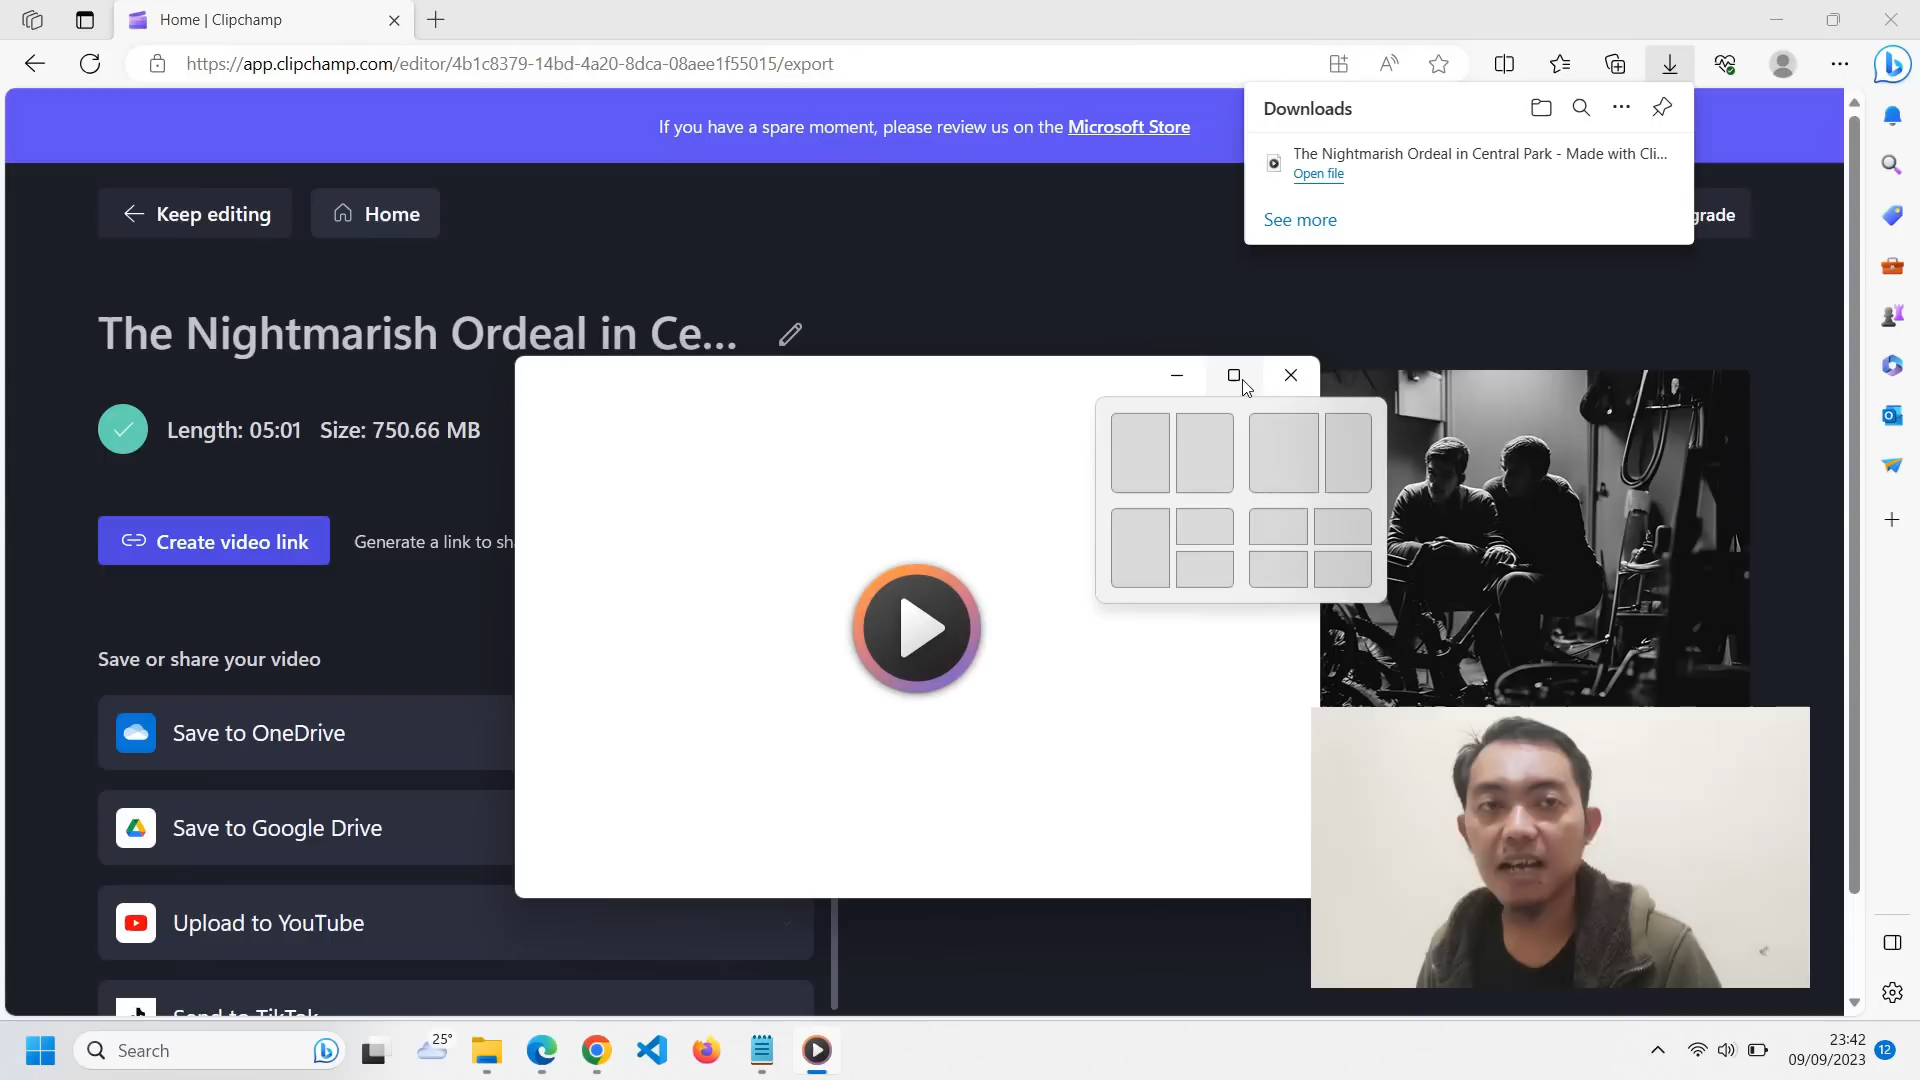 Home | Clipchamp
https://app.clipchamp.com/editor/4b1c8379-14bd-4a20-8dca-08aee1f55015/export
If you have a spare moment, please review us on the Microsoft Store
Downloads
The Nightmarish Ordeal in Central Park - Made with Cli...
Open file
See more
Keep editing
Home
grade
The Nightmarish Ordeal in Ce...
Length: 05:01 Size: 750.66 MB
Create video link
Generate a link to sh
Save or share your video
Save to OneDrive
Save to Google Drive
Upload to YouTube
Send to TikTok
Search
25°
23:42
09/09/2023
12